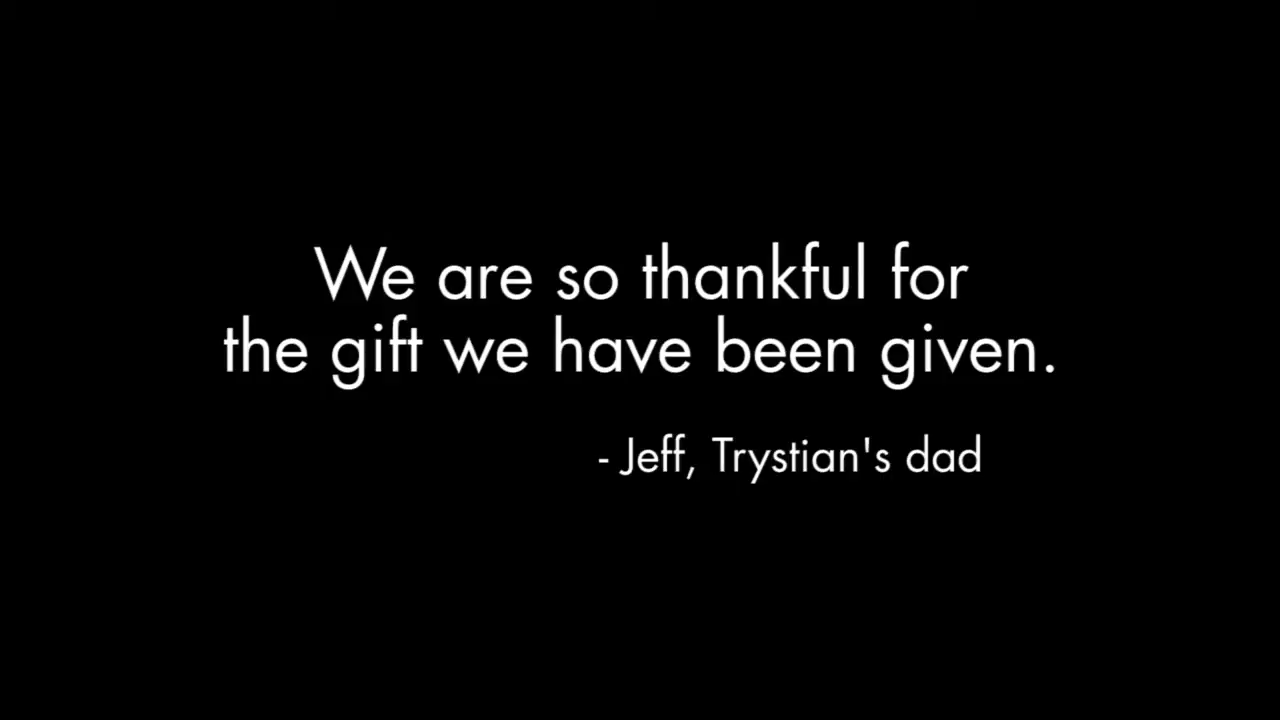 We are so thankful for
the gift we have been given.
- Jeff, Trystian's dad